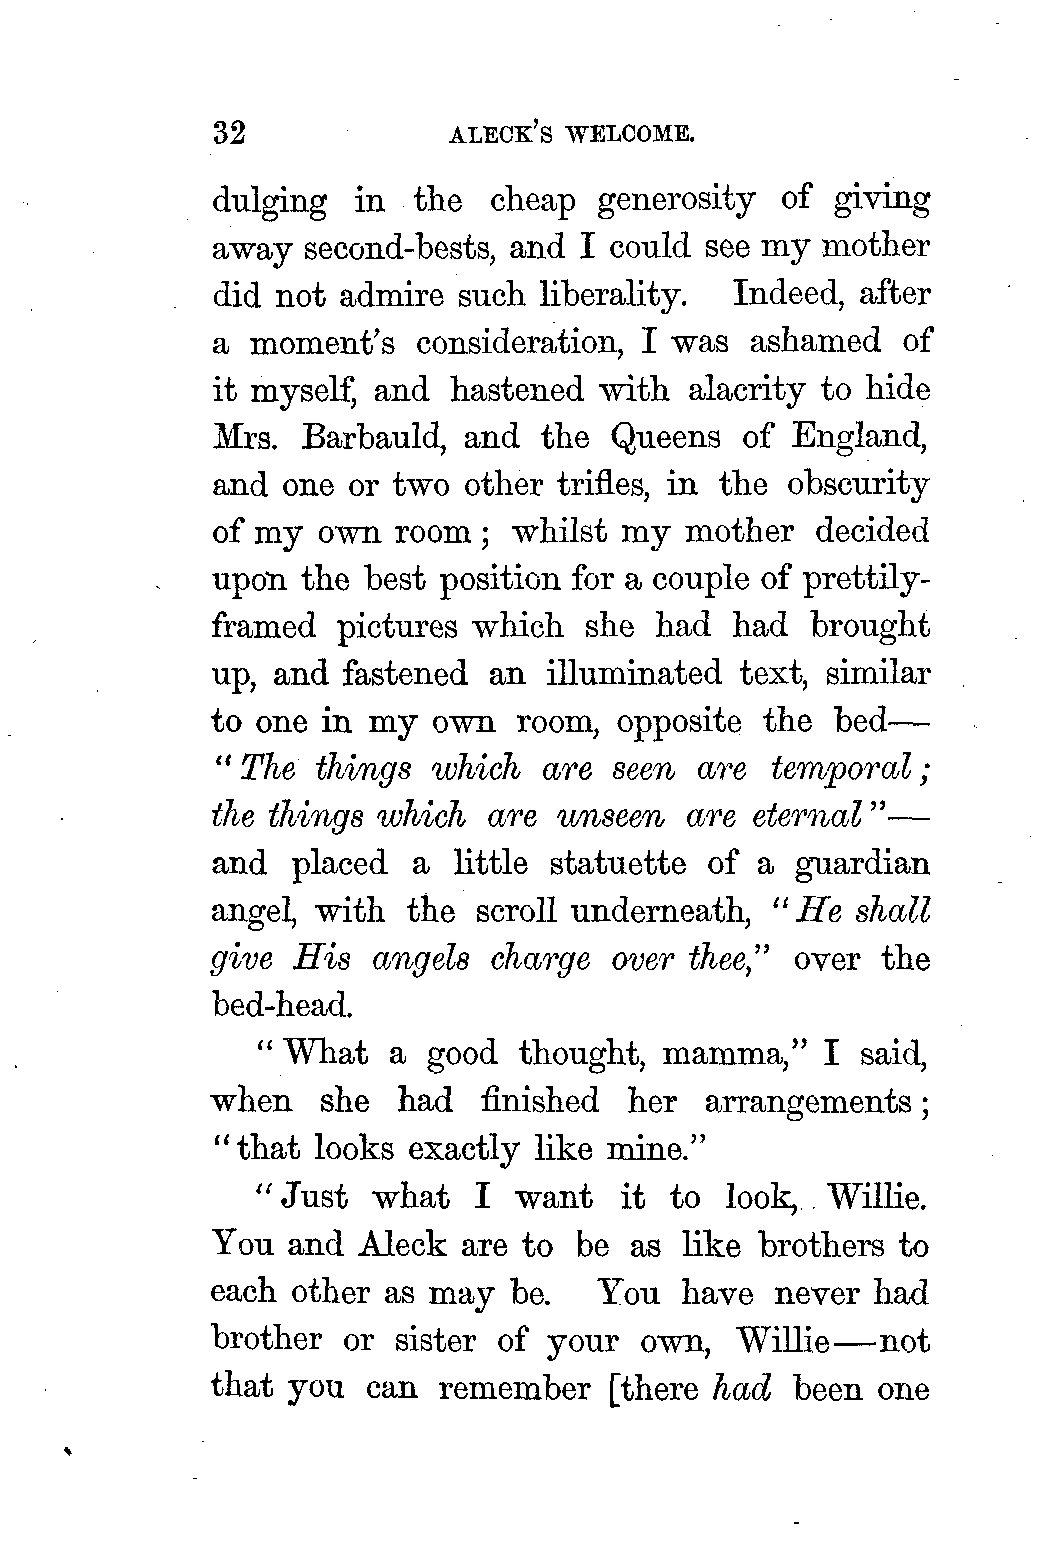 32 ALECK'S WELCOME.
dulging in the cheap generosity of giving
away second-bests, and I could see my mother
did not admire such liberality. Indeed, after
a moment's consideration, I was ashamed of
it myself, and hastened with alacrity to hide
Mrs. Barbauld, and the Queens of England,
and one or two other trifles, in the obscurity
of my own room; whilst my mother decided
upon the best position for a couple of prettily-
framed pictures which she had had brought
up, and fastened an illuminated text, similar
to one in my own room, opposite the bed—
"The things which are seen are temporal;
the things which are unseen are eternal"—
and placed a little statuette of a guardian
angel, with the scroll underneath, "He shall
give His angels charge over thee," over the
bed-head.
"What a good thought, mamma," I said,
when she had finished her arrangements;
"that looks exactly like mine."
"Just what I want it to look, Willie.
You and Aleck are to be as like brothers to
each other as may be. You have never had
brother or sister of your own, Willie—not
that you can remember [there had been one